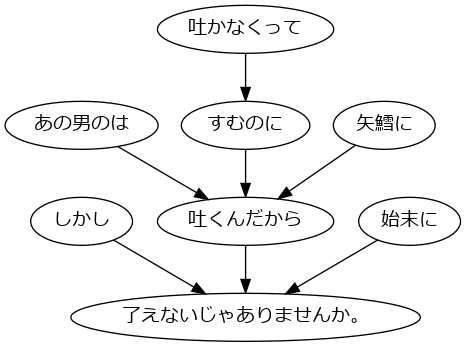 吐かなくって
あの男のは
すむのに
矢鱈に
しかし
吐くんだから
始末に
了えないじゃありませんか。